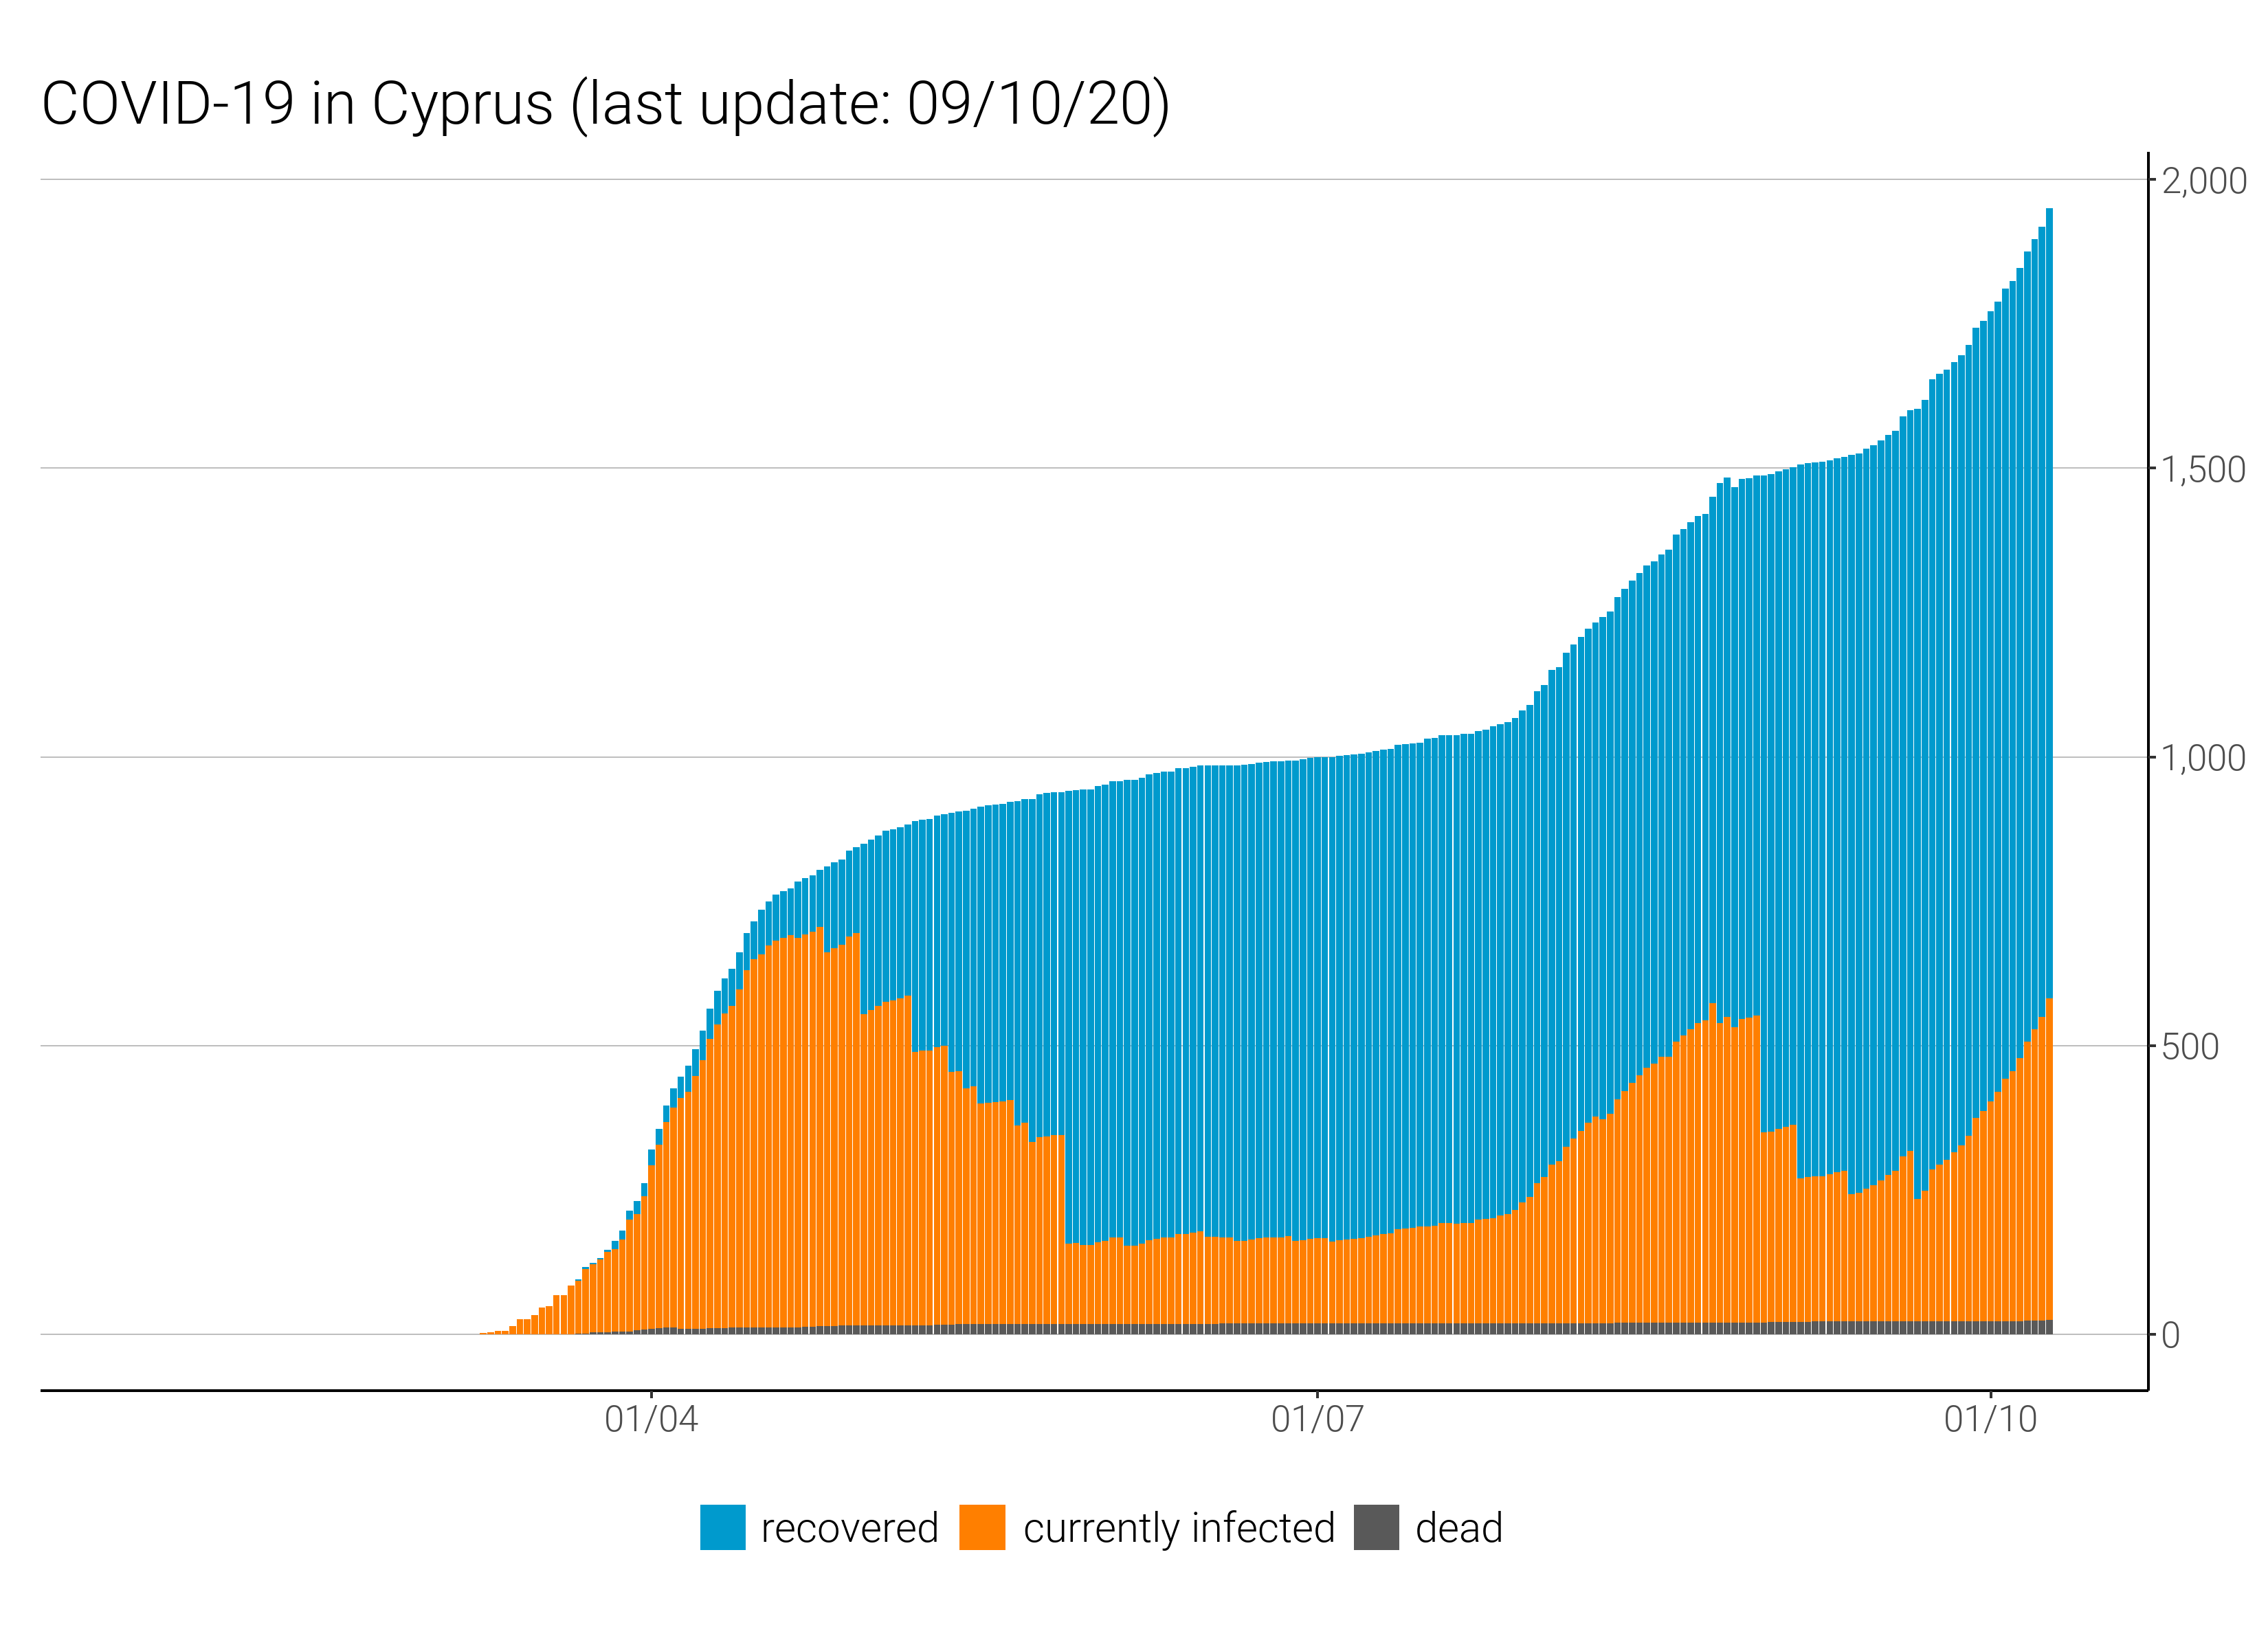 COVID-19 in Cyprus (last update: 09/10/20)
2,000
1,500
1,000
500
0
01/04 01/07 01/10
recovered currently infected dead